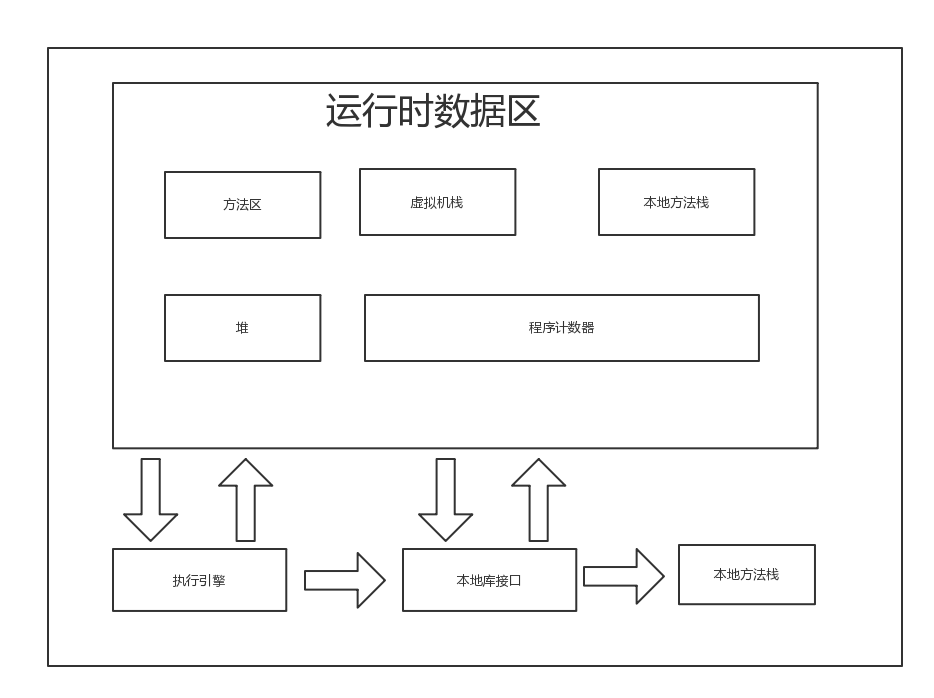 运行时数据区
方法区
虚拟机栈
本地方法栈
堆
程序计数器
执行引擎
本地库接口
本地方法栈